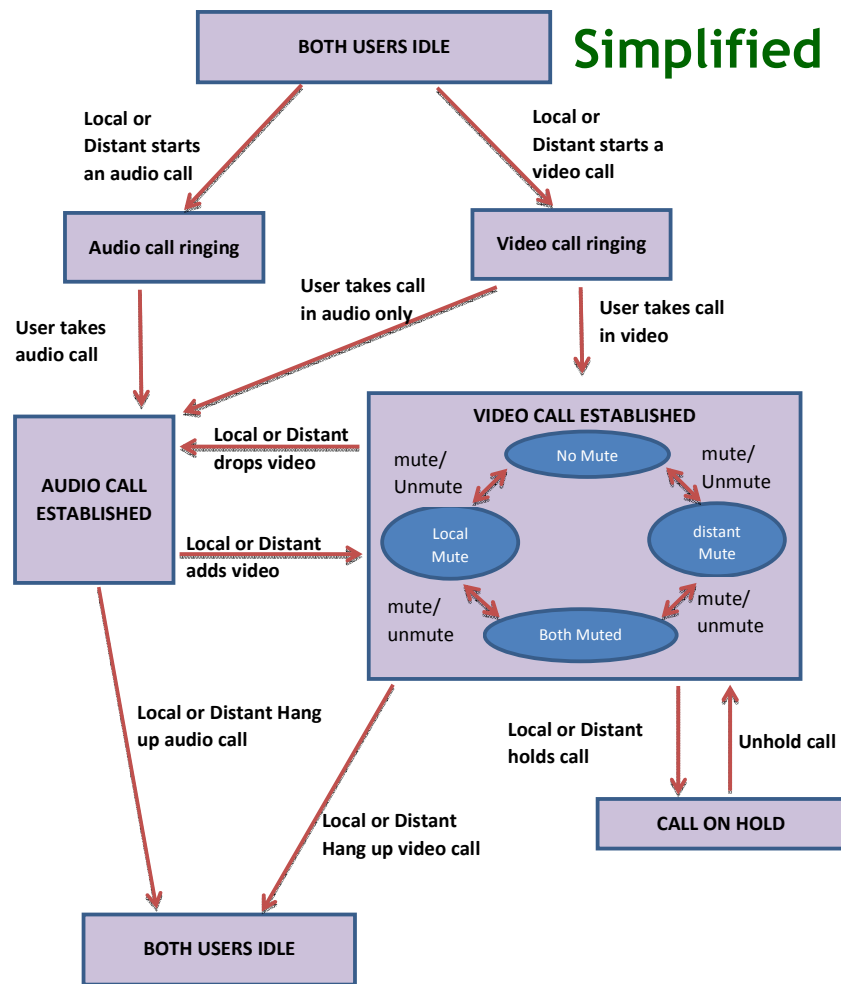 BOTH USERS IDLE
Simplified
Local or
Distant starts
an audio call
Local or
Distant starts a
video call
Audio call ringing
Video call ringing
User takes call
in audio only
User takes
audio call
User takes call
in video
VIDEO CALL ESTABLISHED
Local or Distant
drops video
mute/
Unmute
No Mute
mute/
Unmute
AUDIO CALL
ESTABLISHED
Local
Mute
distant
Mute
Local or Distant
adds video
mute/
unmute
Both Muted
mute/
unmute
Local or Distant Hang
up audio call
Local or Distant
holds call
Unhold call
Local or Distant
Hang up video call
CALL ON HOLD
BOTH USERS IDLE